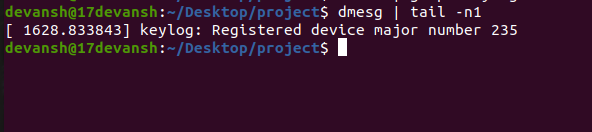 devansh@17devansh:~/Desktop/project$ dmesg | tail -n1
[ 1628.833843] keylog: Registered device major number 235
devansh@17devansh:~/Desktop/project$